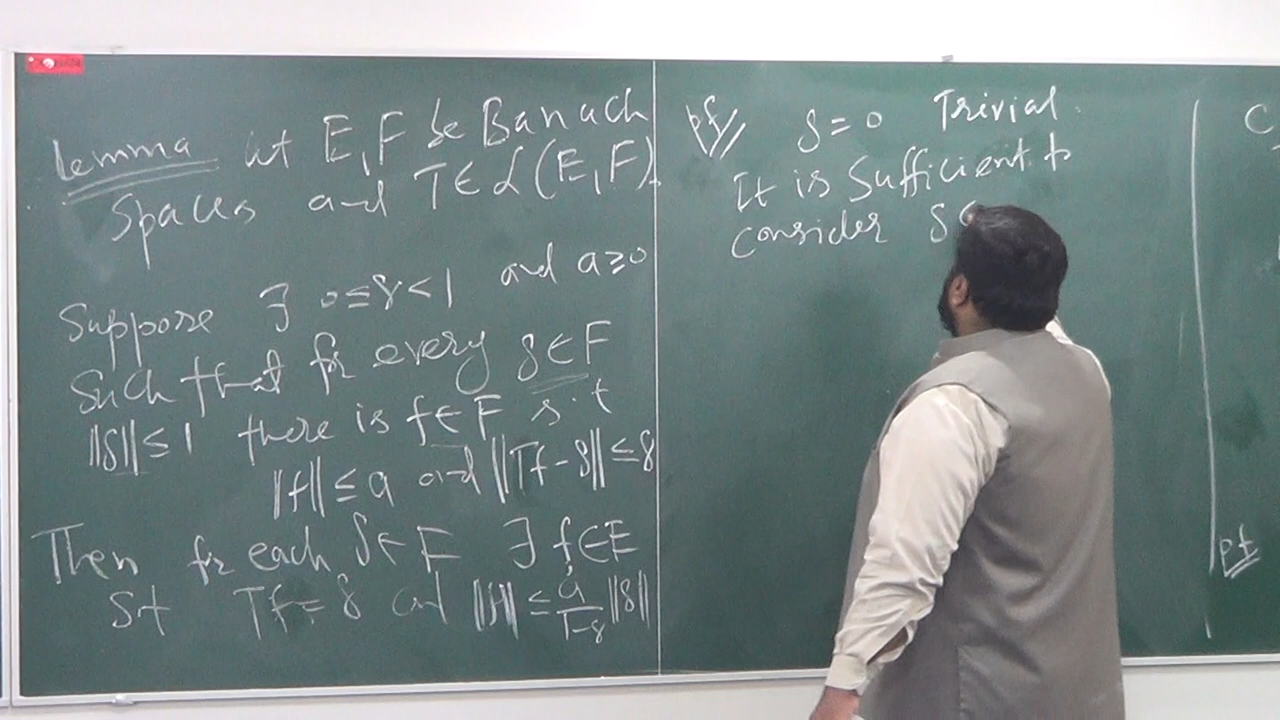 Lemma Let E, F be Banach
Spaces and T ∈ L(E, F).
Suppose ∃ 0 ≤ γ < 1 and a ≥ 0
Such that for every g ∈ F
||g|| ≤ 1 there is f ∈ F s.t
||f|| ≤ a and ||Tf - g|| ≤ γ
Then for each g ∈ F ∃ f ∈ E
st Tf = g and ||f|| ≤ a/(1-γ) ||g||
pf g = 0 Trivial.
It is Sufficient to
Consider g
C
pf